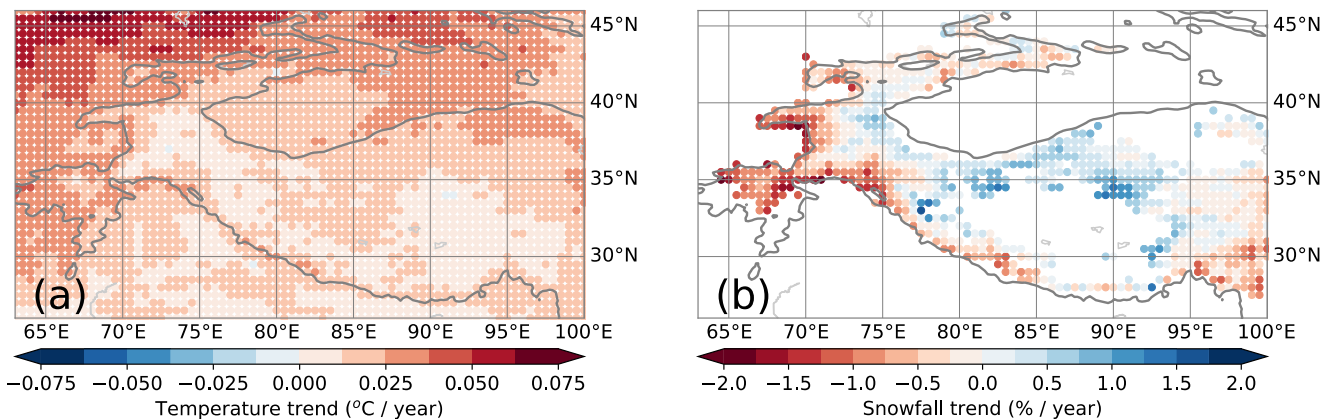 45°N
40°N
35°N
30°N
(a)
65°E 70°E 75°E 80°E 85°E 90°E 95°E 100°E
−0.075 −0.050 −0.025 0.000 0.025 0.050 0.075
Temperature trend (°C / year)
45°N
40°N
35°N
30°N
(b)
65°E 70°E 75°E 80°E 85°E 90°E 95°E 100°E
−2.0 −1.5 −1.0 −0.5 0.0 0.5 1.0 1.5 2.0
Snowfall trend (% / year)